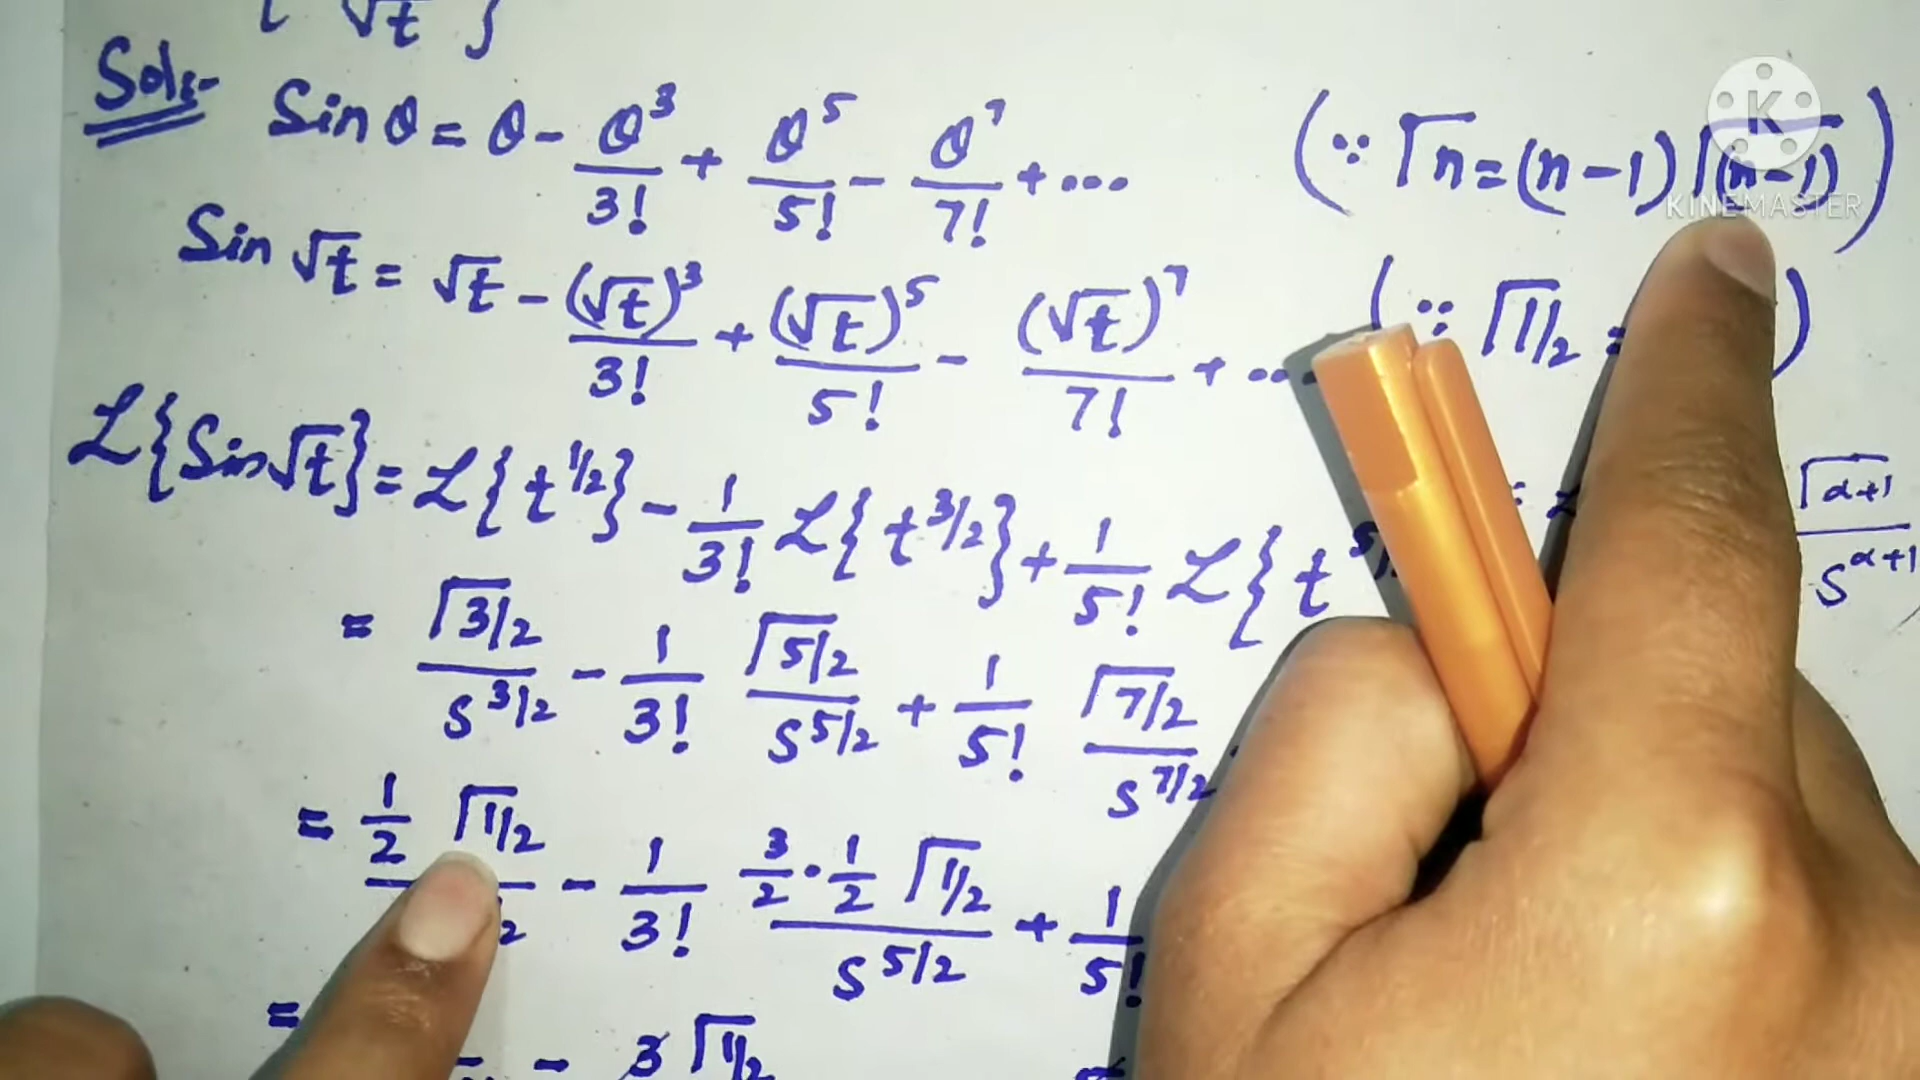 √t }
Sol:-
Sin θ = θ - θ³/3! + θ⁵/5! - θ⁷/7! + ...
(∵ Γn = (n-1) Γ(n-1))
K
KINEMASTER
Sin √t = √t - (√t)³/3! + (√t)⁵/5! - (√t)⁷/7! + ...
(∵ Γ1/2 = )
L{Sin√t} = L{t^1/2} - 1/3! L{t^3/2} + 1/5! L{t
Γα+1 / s^α+1
= Γ3/2 / s^3/2 - 1/3! Γ5/2 / s^5/2 + 1/5! Γ7/2 / s^7/2
= 1/2 Γ1/2 - 1/3! 3/2 · 1/2 Γ1/2 / s^5/2 + 1/5!
=
- 3 Γ1/2